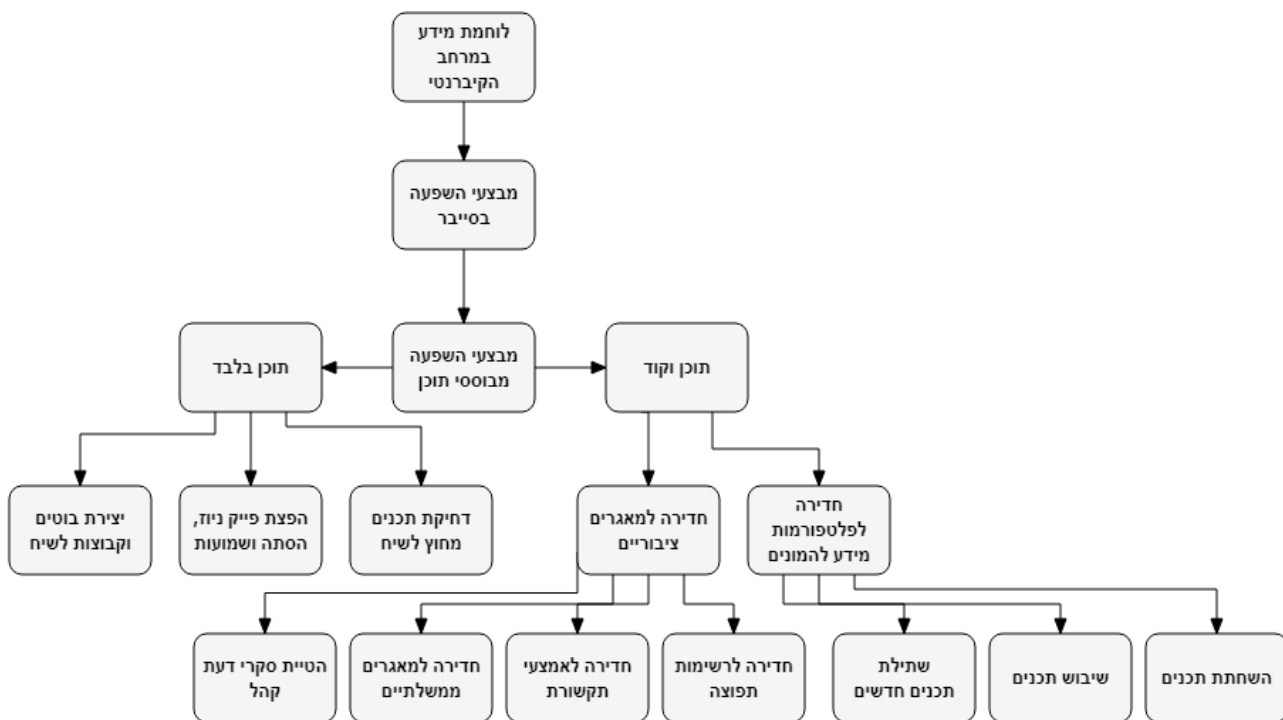 לוחמת מידע
במרחב
הקיברנטי
מבצעי השפעה
בסייבר
תוכן וקוד
מבצעי השפעה
מבוססי תוכן
תוכן בלבד
חדירה
לפלטפורמות
מידע להמונים
חדירה למאגרים
ציבוריים
דחיקת תכנים
מחוץ לשיח
הפצת פייק ניוז,
הסתה ושמועות
יצירת בוטים
וקבוצות לשיח
השחתת תכנים
שיבוש תכנים
שתילת
תכנים חדשים
חדירה לרשימות
תפוצה
חדירה לאמצעי
תקשורת
חדירה למאגרים
ממשלתיים
הטיית סקרי דעת
קהל